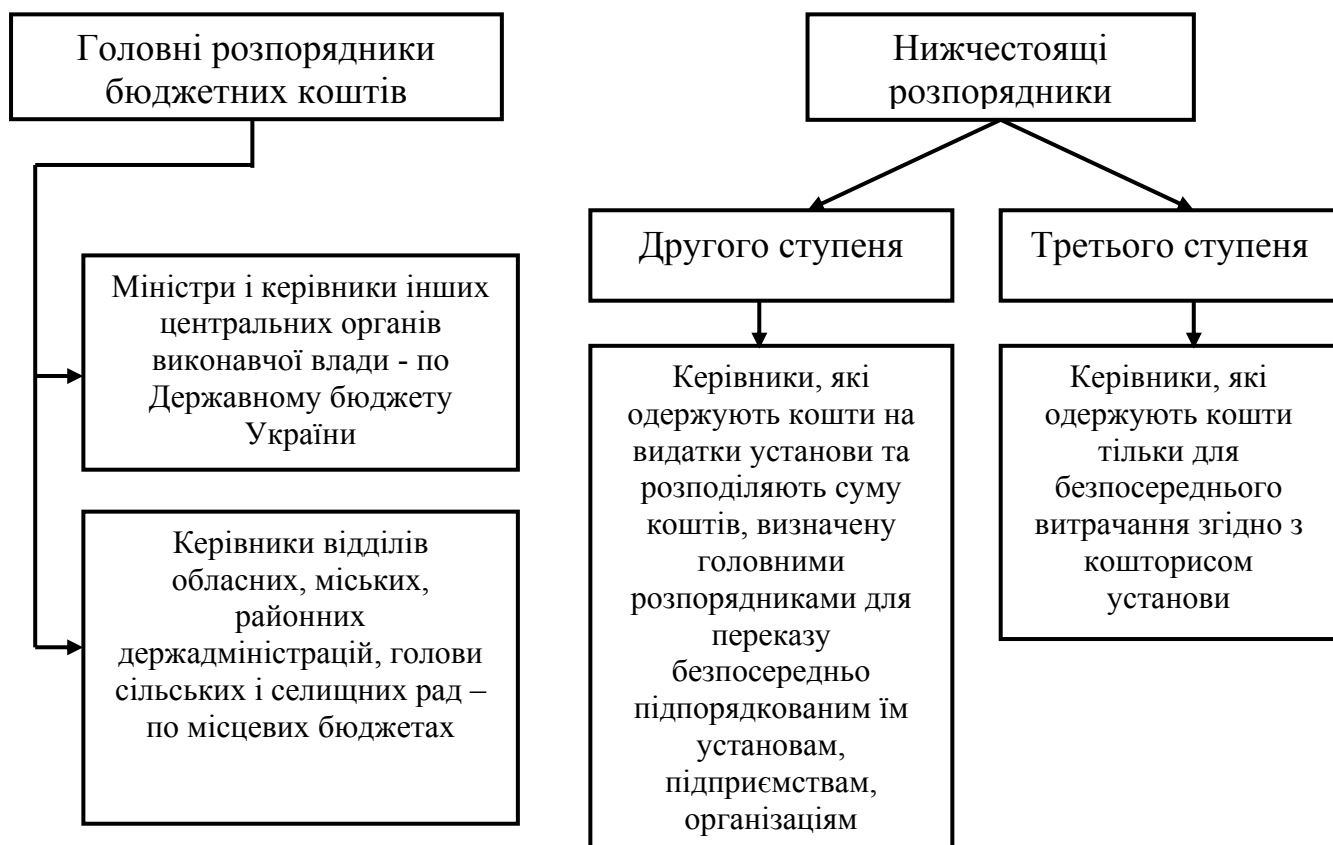 Головні розпорядники
бюджетних коштів
Міністри і керівники інших
центральних органів
виконавчої влади - по
Державному бюджету
України
Керівники відділів
обласних, міських,
районних
держадміністрацій, голови
сільських і селищних рад –
по місцевих бюджетах
Нижчестоящі
розпорядники
Другого ступеня
Керівники, які
одержують кошти на
видатки установи та
розподіляють суму
коштів, визначену
головними
розпорядниками для
переказу
безпосередньо
підпорядкованим їм
установам,
підприємствам,
організаціям
Третього ступеня
Керівники, які
одержують кошти
тільки для
безпосереднього
витрачання згідно з
кошторисом
установи